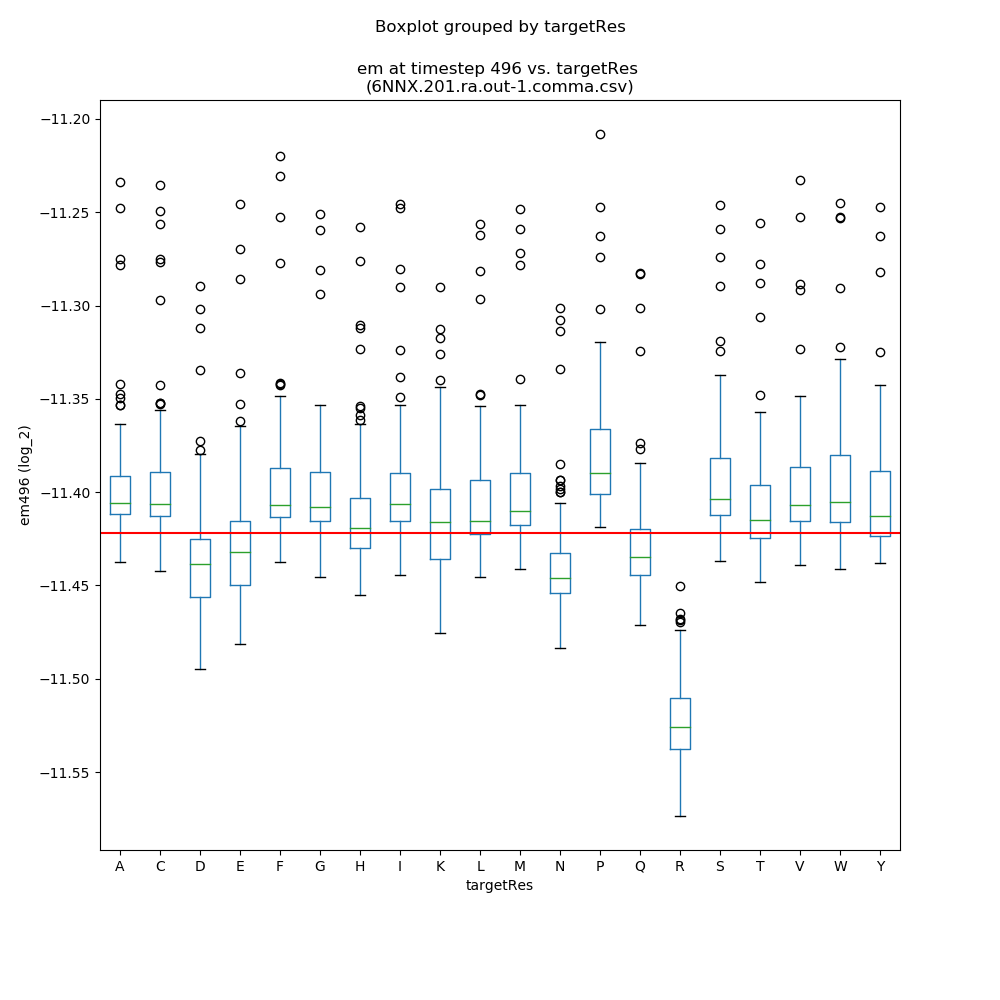 Boxplot grouped by targetRes
em at timestep 496 vs. targetRes
(6NNX.201.ra.out-1.comma.csv)
em496 (log_2)
−11.20
−11.25
−11.30
−11.35
−11.40
−11.45
−11.50
−11.55
A C D E F G H I K L M N P Q R S T V W Y
targetRes